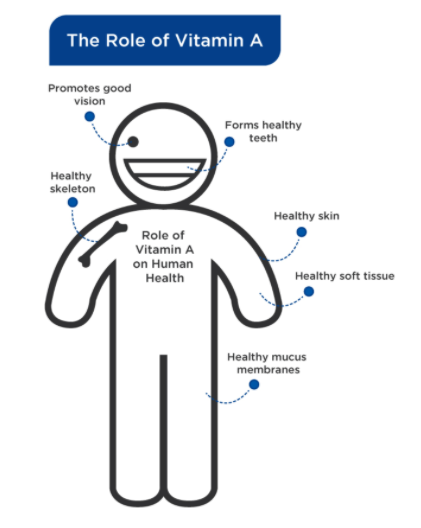 The Role of Vitamin A
Promotes good
vision
Forms healthy
teeth
Healthy
skeleton
Role of
Vitamin A
on Human
Health
Healthy skin
Healthy soft tissue
Healthy mucus
membranes